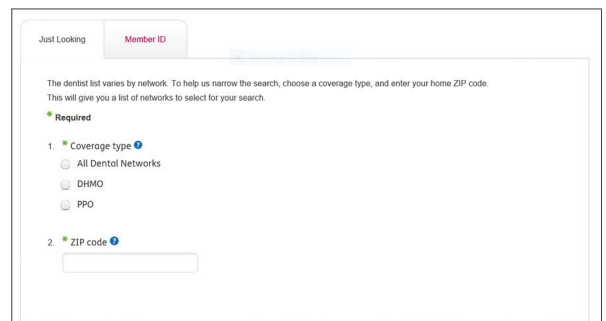 Just Looking
Member ID
Rectangular Snip
The dentist list varies by network. To help us narrow the search, choose a coverage type, and enter your home ZIP code.
This will give you a list of networks to select for your search.
* Required
1. * Coverage type ?
All Dental Networks
DHMO
PPO
2. * ZIP code ?